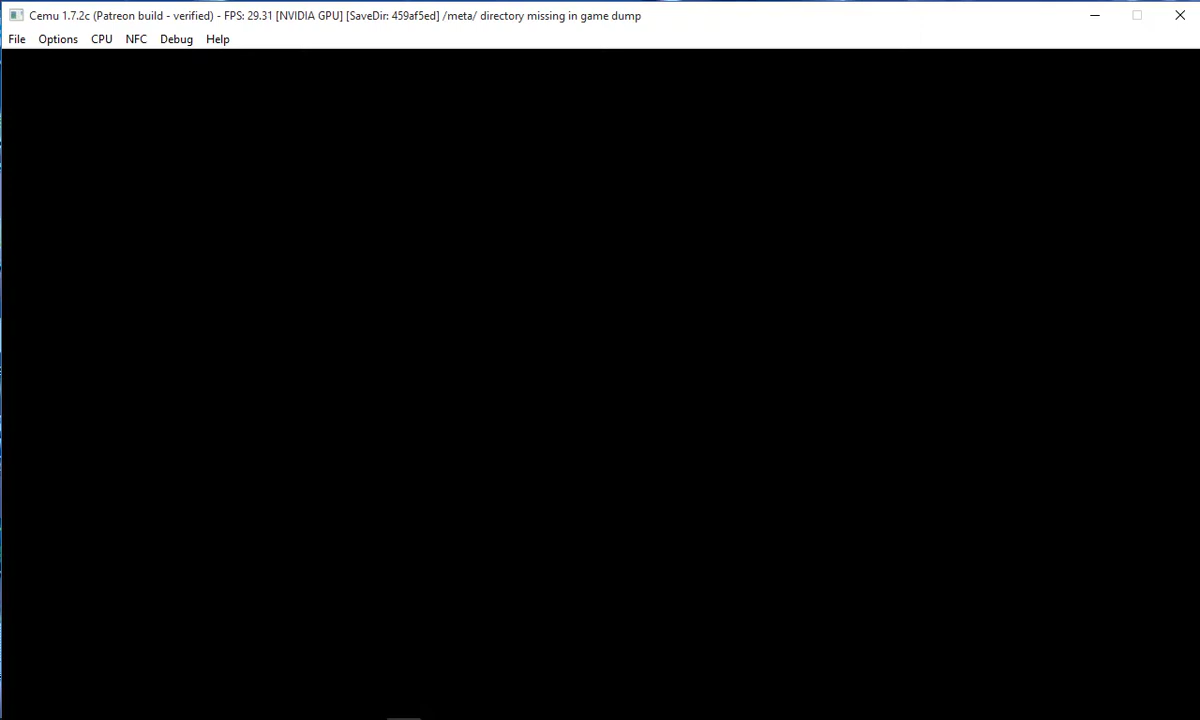 Cemu 1.7.2c (Patreon build - verified) - FPS: 29.31 [NVIDIA GPU] [SaveDir: 459af5ed] /meta/ directory missing in game dump
File Options CPU NFC Debug Help